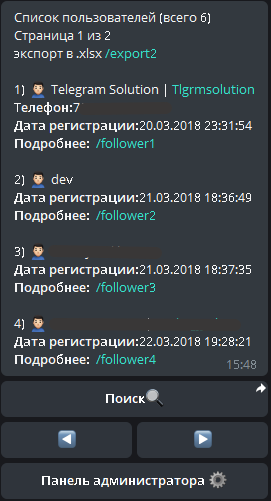 Список пользователей (всего 6)
Страница 1 из 2
экспорт в .xlsx /export2
1) Telegram Solution | Tlgrmsolution
Телефон:7
Дата регистрации:20.03.2018 23:31:54
Подробнее: /follower1
2) dev
Дата регистрации:21.03.2018 18:36:49
Подробнее: /follower2
3)
Дата регистрации:21.03.2018 18:37:35
Подробнее: /follower3
4)
Дата регистрации:22.03.2018 19:28:21
Подробнее: /follower4
15:48
Поиск
Панель администратора